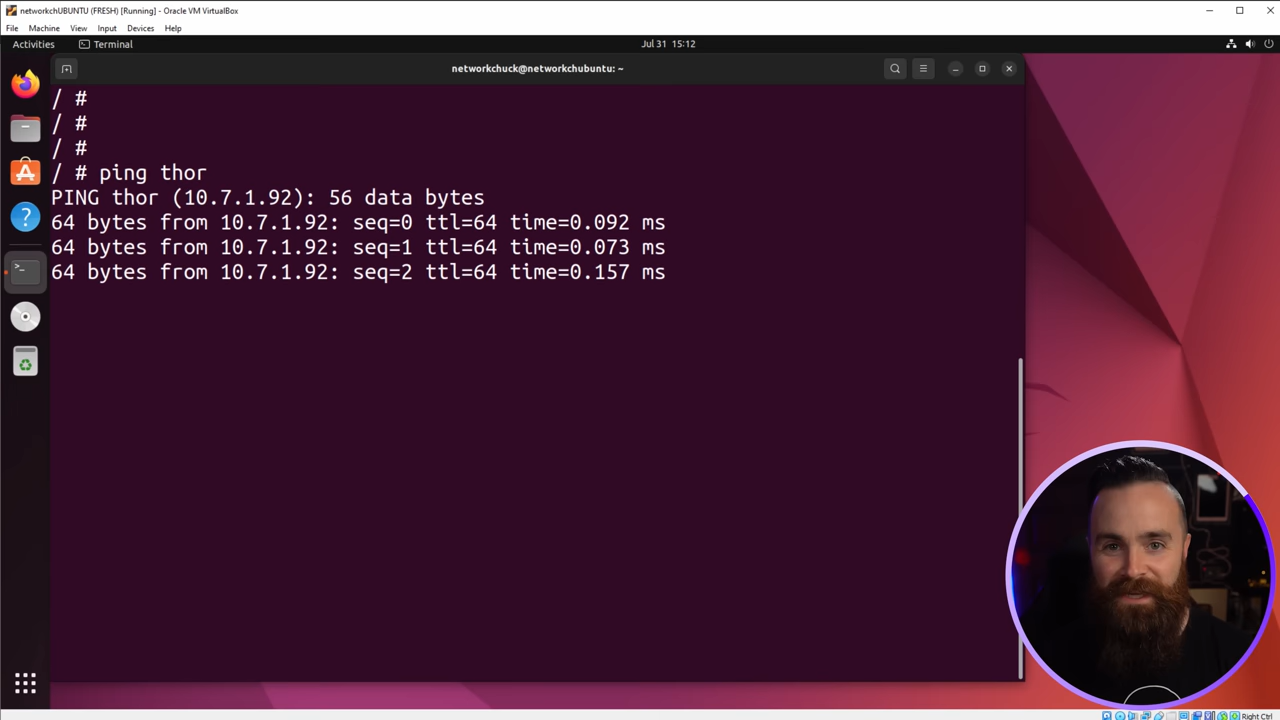 networkchUBUNTU (FRESH) [Running] - Oracle VM VirtualBox
File Machine View Input Devices Help
Activities Terminal Jul 31 15:12
networkchuck@networkchubuntu: ~
/ #
/ #
/ #
/ # ping thor
PING thor (10.7.1.92): 56 data bytes
64 bytes from 10.7.1.92: seq=0 ttl=64 time=0.092 ms
64 bytes from 10.7.1.92: seq=1 ttl=64 time=0.073 ms
64 bytes from 10.7.1.92: seq=2 ttl=64 time=0.157 ms
>_
?
Right Ctrl